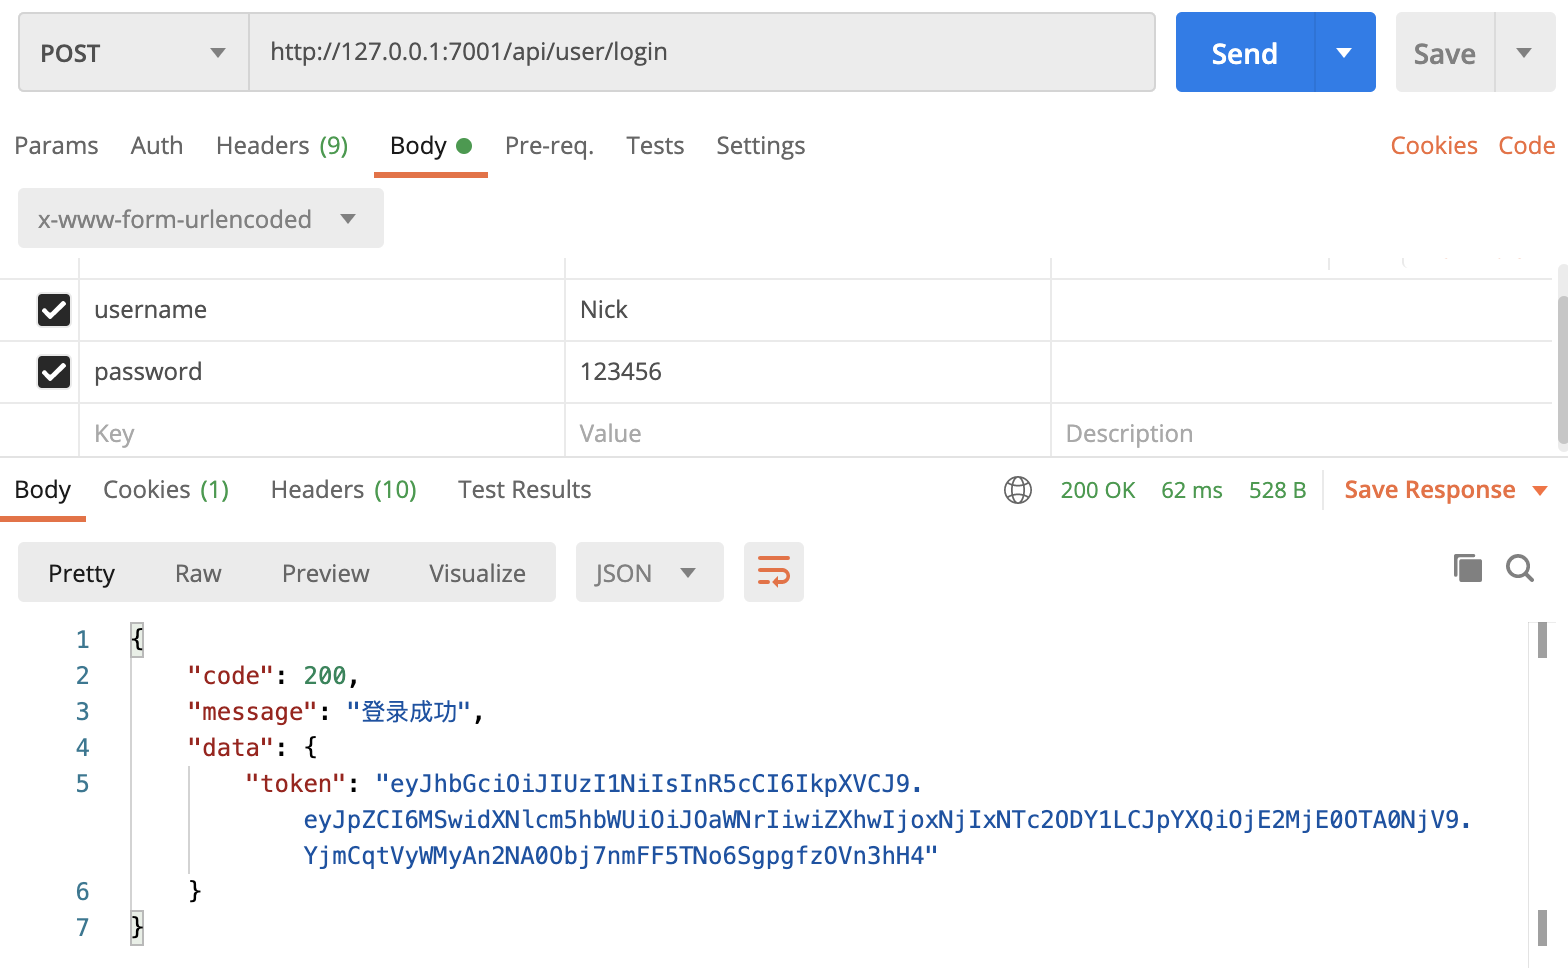 POST http://127.0.0.1:7001/api/user/login Send Save
Params Auth Headers (9) Body Pre-req. Tests Settings Cookies Code
x-www-form-urlencoded
username Nick
password 123456
Key Value Description
Body Cookies (1) Headers (10) Test Results 200 OK 62 ms 528 B Save Response
Pretty Raw Preview Visualize JSON
1 {
2 "code": 200,
3 "message": "登录成功",
4 "data": {
5 "token": "eyJhbGciOiJIUzI1NiIsInR5cCI6IkpXVCJ9.
eyJpZCI6MSwidXNlcm5hbWUiOiJOaWNrIiwiZXhwIjoxNjIxNTc2ODY1LCJpYXQiOjE2MjE0OTA0NjV9.
YjmCqtVyWMyAn2NA0Obj7nmFF5TNo6SgpgfzOVn3hH4"
6 }
7 }